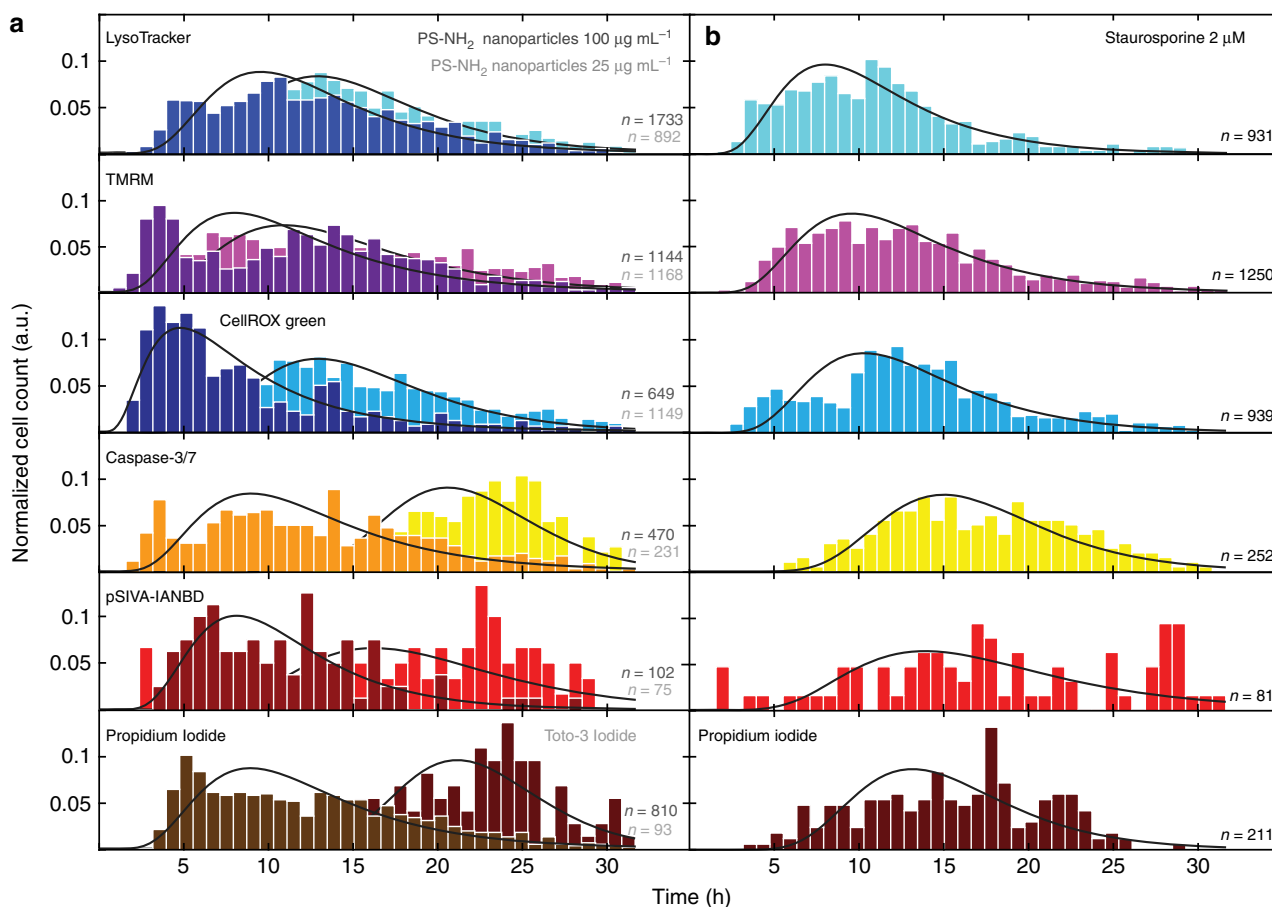 a
b
LysoTracker
PS-NH₂ nanoparticles 100 µg mL⁻¹
PS-NH₂ nanoparticles 25 µg mL⁻¹
Staurosporine 2 µM
0.1
0.05
n = 1733
n = 892
n = 931
TMRM
0.1
0.05
n = 1144
n = 1168
n = 1250
CellROX green
0.1
0.05
n = 649
n = 1149
n = 939
Caspase-3/7
0.1
0.05
n = 470
n = 231
n = 252
pSIVA-IANBD
0.1
0.05
n = 102
n = 75
n = 81
Propidium Iodide
Toto-3 Iodide
Propidium iodide
0.1
0.05
n = 810
n = 93
n = 211
5 10 15 20 25 30
5 10 15 20 25 30
Time (h)
Normalized cell count (a.u.)